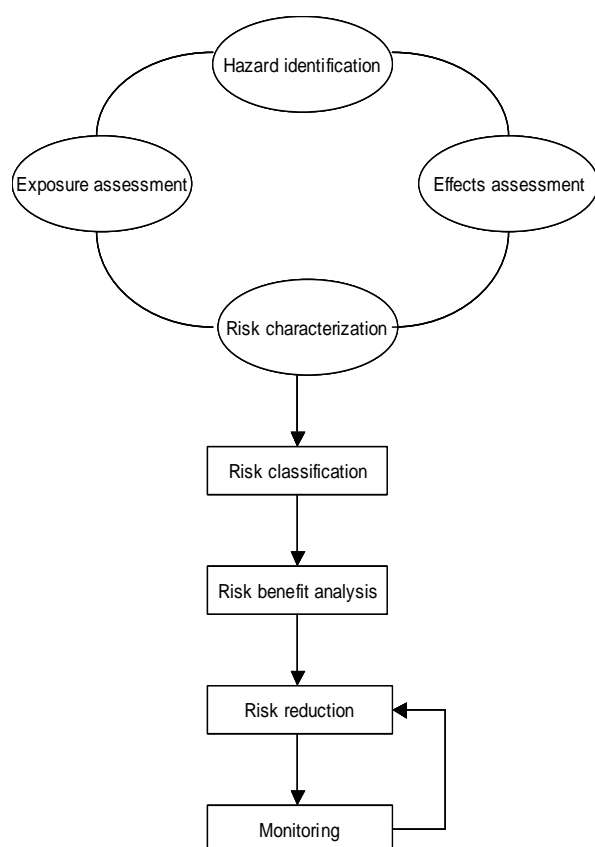 Hazard identification
Exposure assessment
Effects assessment
Risk characterization
Risk classification
Risk benefit analysis
Risk reduction
Monitoring